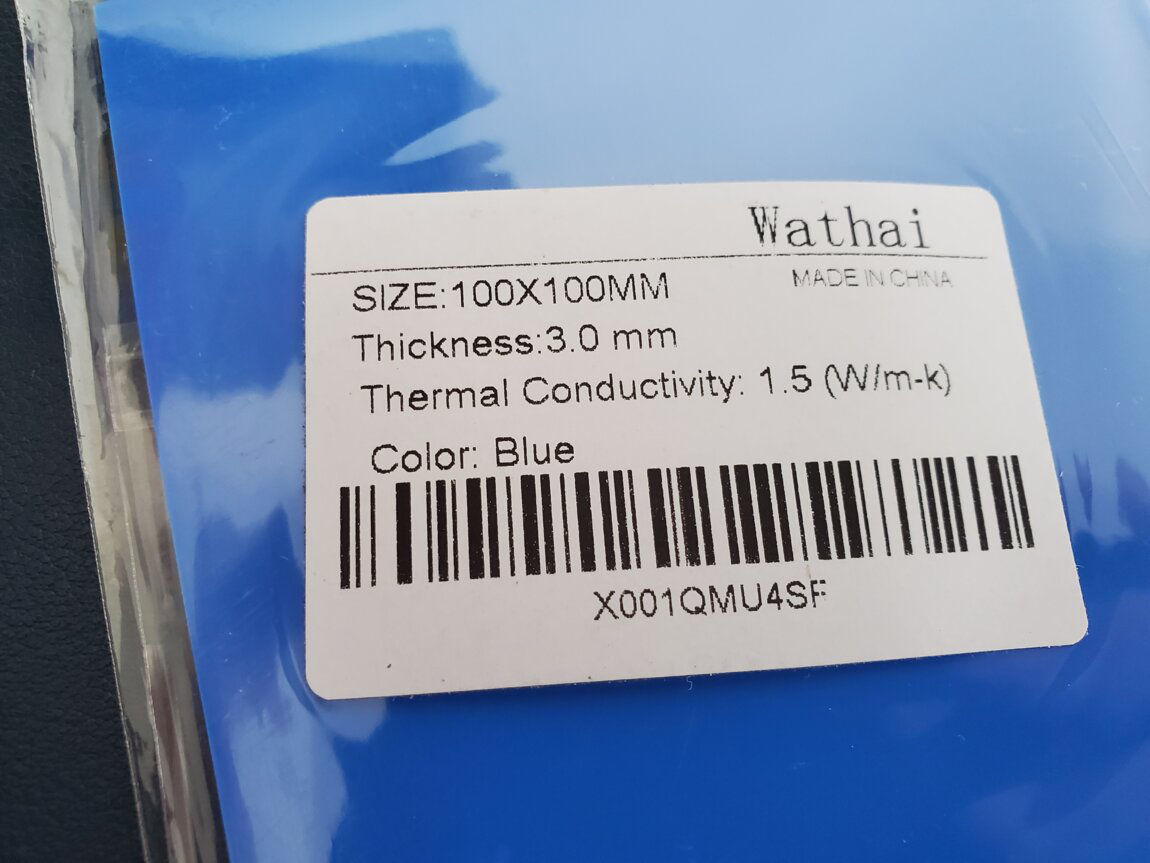 Wathai
MADE IN CHINA
SIZE:100X100MM
Thickness:3.0 mm
Thermal Conductivity: 1.5 (W/m-k)
Color: Blue
X001QMU4SF